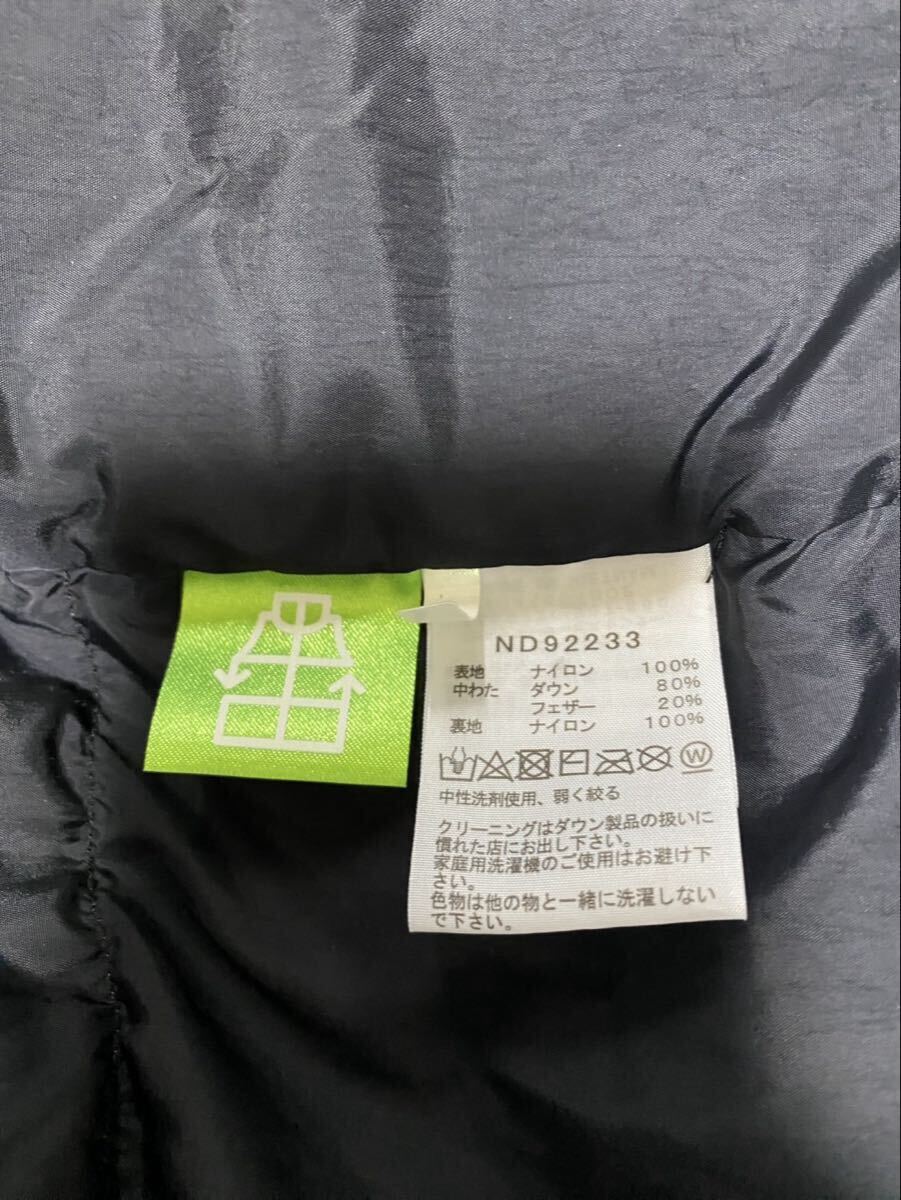 ND92233
表地 ナイロン 100%
中わた ダウン 80%
フェザー 20%
裏地 ナイロン 100%
W
中性洗剤使用、弱く絞る
クリーニングはダウン製品の扱いに
慣れた店にお出し下さい。
家庭用洗濯機のご使用はお避け下
さい。
色物は他の物と一緒に洗濯しない
で下さい。